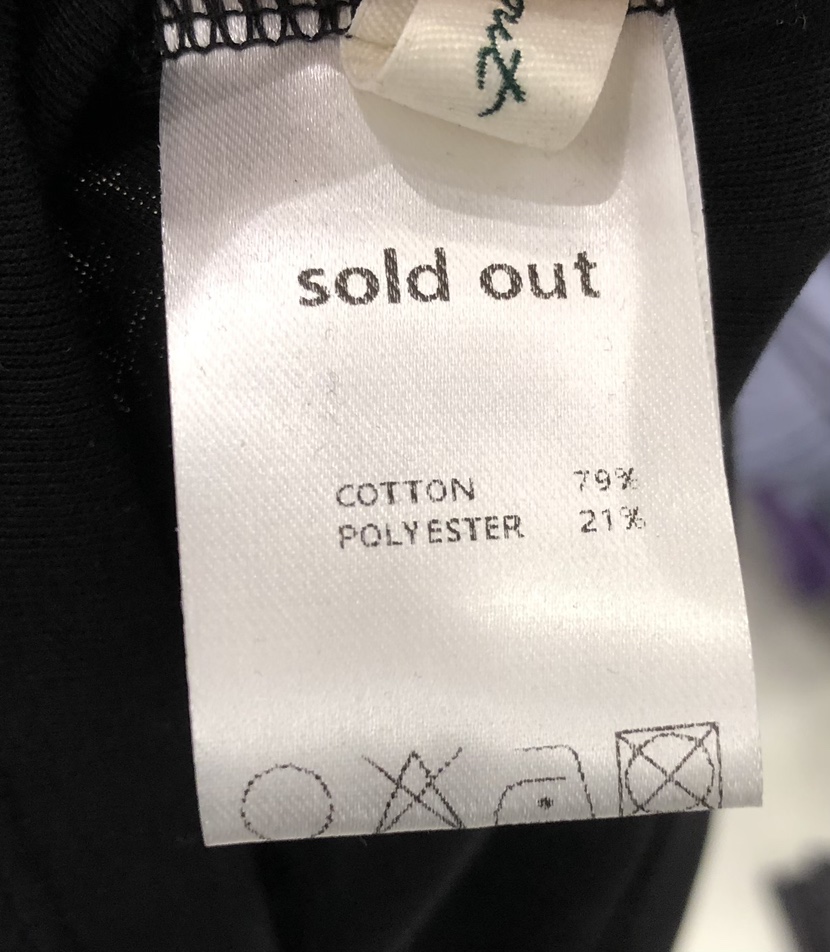 sold out
COTTON 79%
POLYESTER 21%